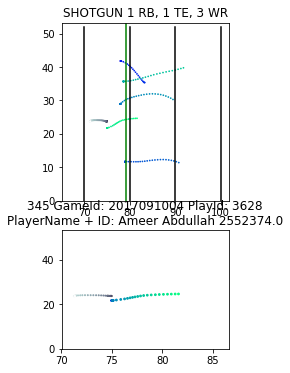 SHOTGUN 1 RB, 1 TE, 3 WR
50
40
30
20
10
0
70 80 90 100
345 GameId: 2017091004 PlayId: 3628
PlayerName + ID: Ameer Abdullah 2552374.0
40
20
0
70 75 80 85